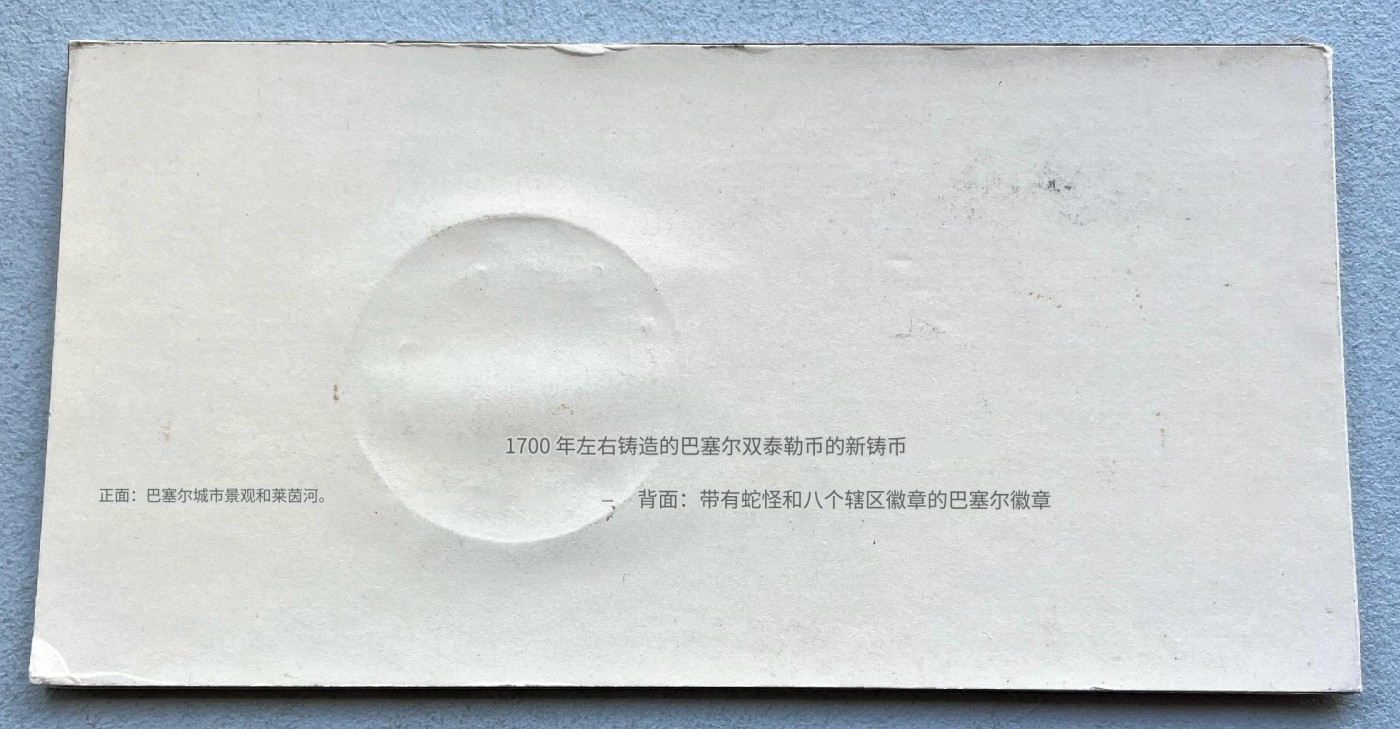 1700 年左右铸造的巴塞尔双泰勒币的新铸币
正面：巴塞尔城市景观和莱茵河。
背面：带有蛇怪和八个辖区徽章的巴塞尔徽章